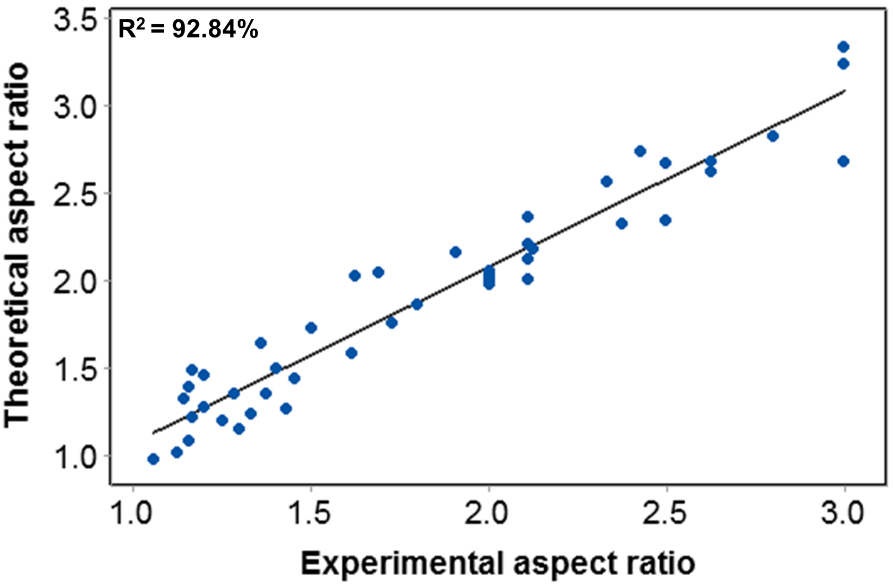 R² = 92.84%
3.5
3.0
2.5
2.0
1.5
1.0
Theoretical aspect ratio
1.0 1.5 2.0 2.5 3.0
Experimental aspect ratio